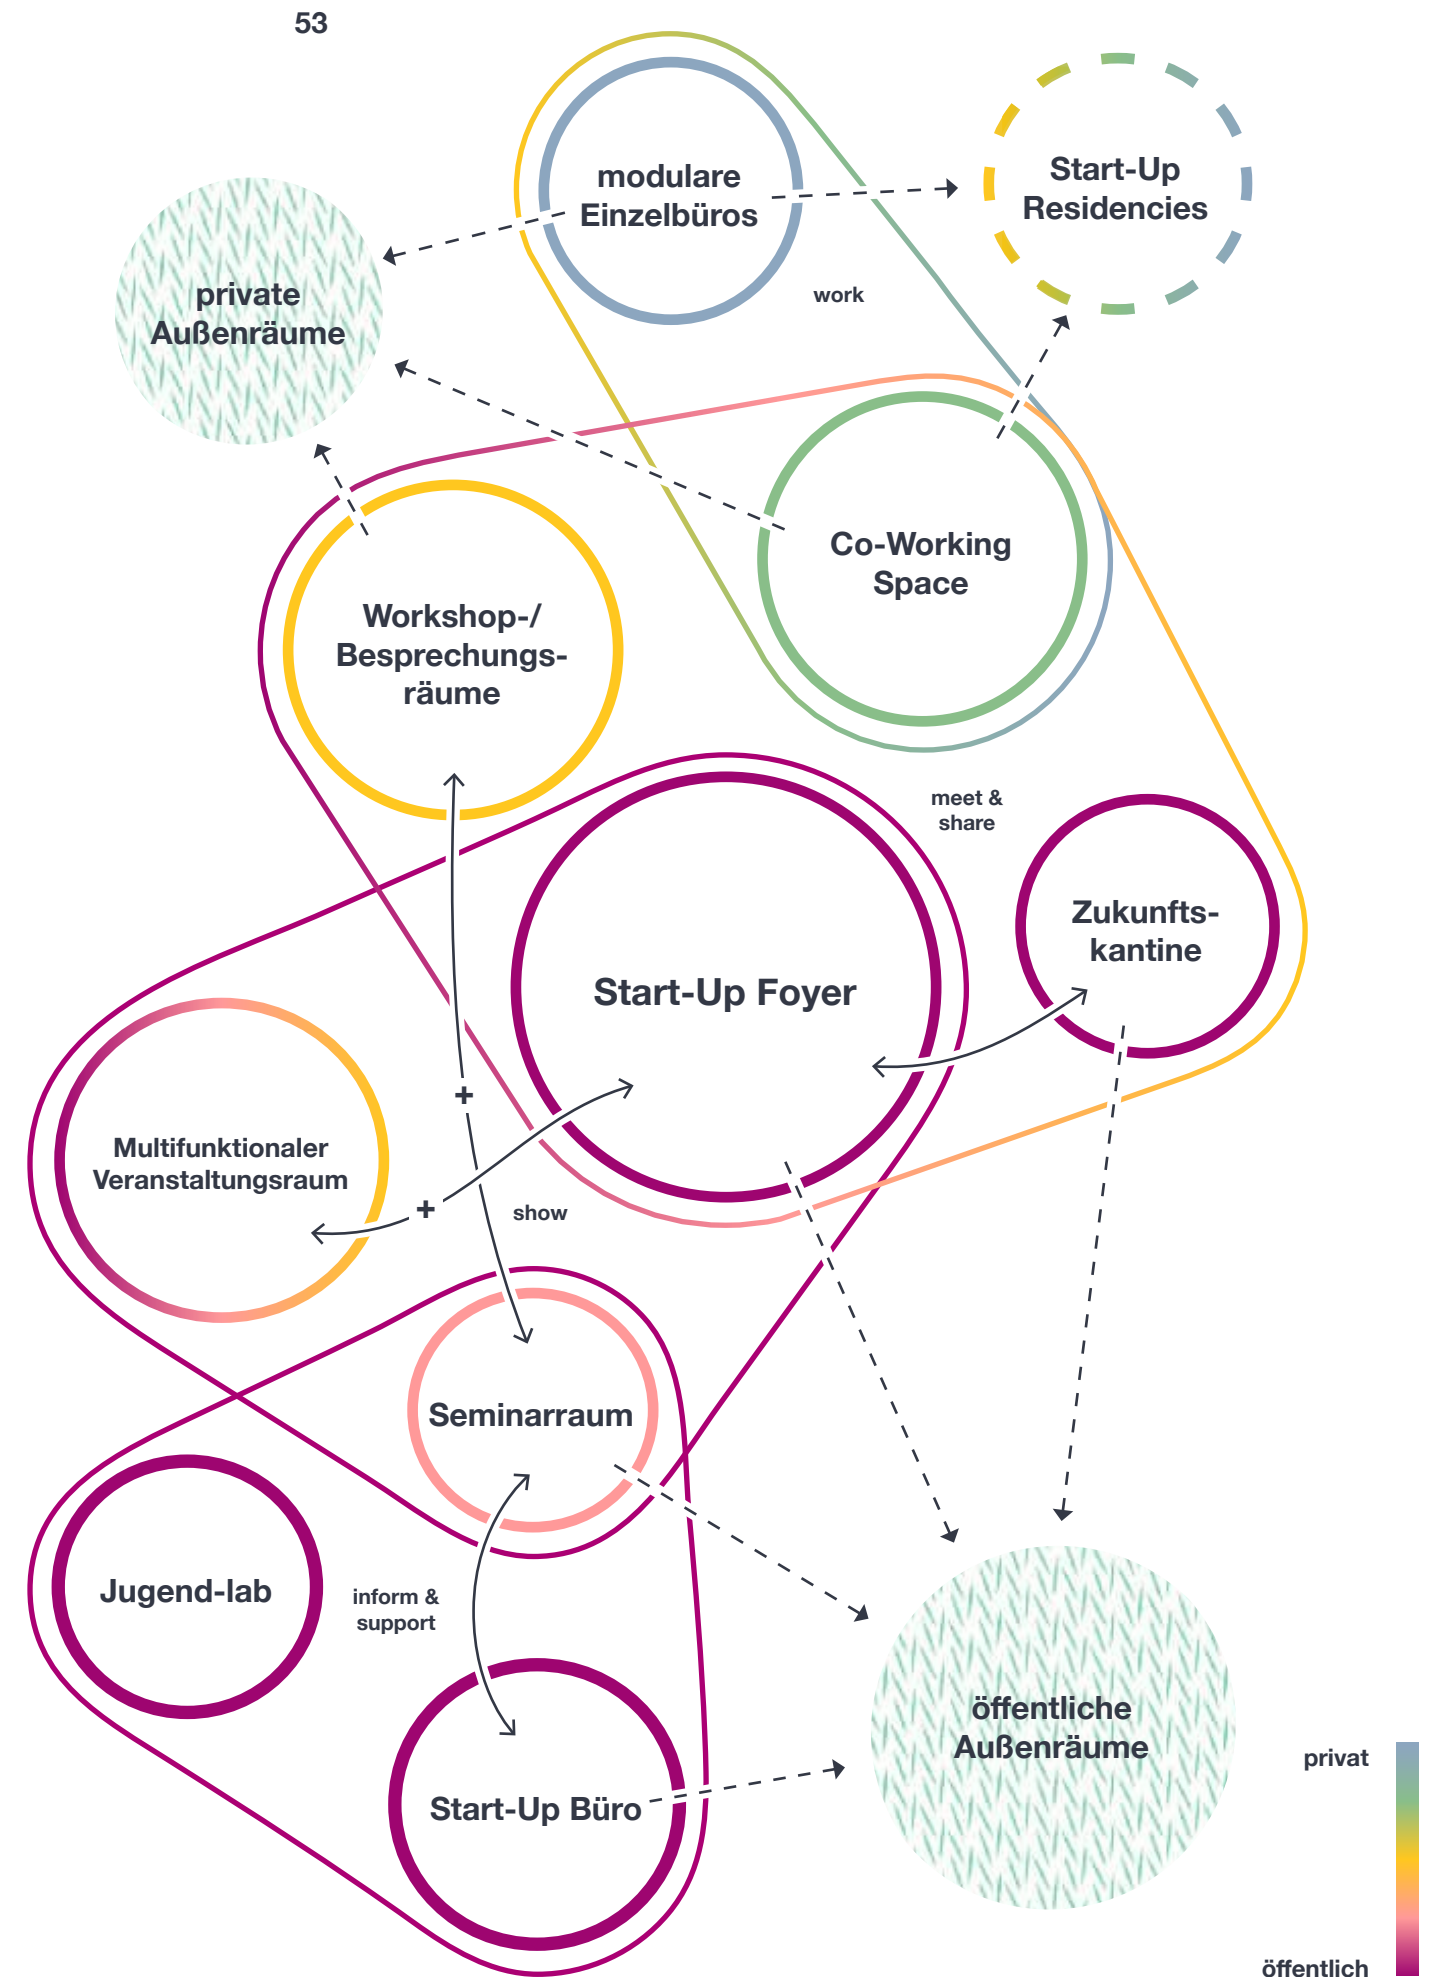 53
modulare
Einzelbüros
Start-Up
Residencies
private
Außenräume
work
Co-Working
Space
Workshop-/
Besprechungs-
räume
meet &
share
Zukunfts-
kantine
Start-Up Foyer
+
Multifunktionaler
Veranstaltungsraum
+
show
Seminarraum
Jugend-lab
inform &
support
öffentliche
Außenräume
privat
Start-Up Büro
öffentlich